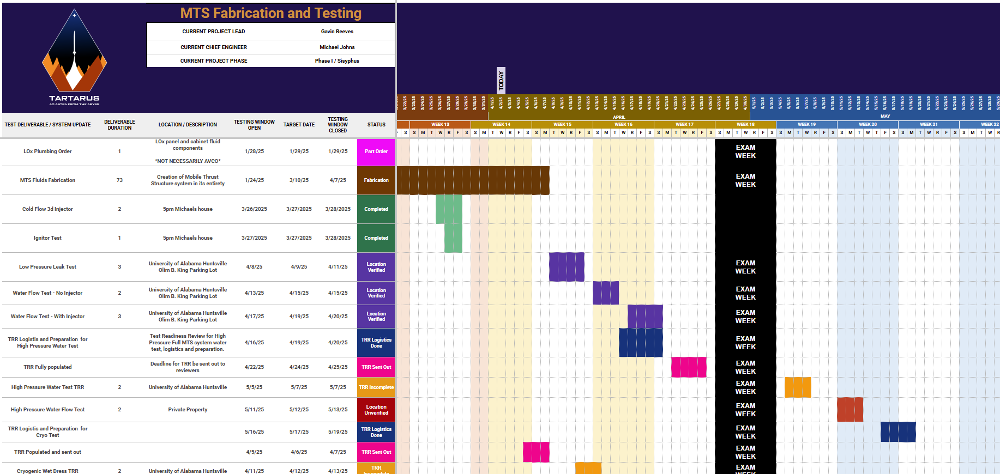 MTS Fabrication and Testing
CURRENT PROJECT LEAD Gavin Reeves
CURRENT CHIEF ENGINEER Michael Johns
CURRENT PROJECT PHASE Phase I / Sisyphus
TARTARUS
AD ASTRA FROM THE ABYSS
TODAY
3/22/25 3/23/25 3/24/25 3/25/25 3/26/25 3/27/25 3/28/25 3/29/25 3/30/25 3/31/25 4/1/25 4/2/25 4/3/25 4/4/25 4/5/25 4/6/25 4/7/25 4/8/25 4/9/25 4/10/25 4/11/25 4/12/25 4/13/25 4/14/25 4/15/25 4/16/25 4/17/25 4/18/25 4/19/25 4/20/25 4/21/25 4/22/25 4/23/25 4/24/25 4/25/25 4/26/25 4/27/25 4/28/25 4/29/25 4/30/25 5/1/25 5/2/25 5/3/25 5/4/25 5/5/25 5/6/25 5/7/25 5/8/25 5/9/25 5/10/25 5/11/25 5/12/25 5/13/25 5/14/25 5/15/25 5/16/25 5/17/25 5/18/25 5/19/25 5/20/25 5/21/25 5/22/25 5/23/25 5/24/25 5/25/25 5/26/25 5/27/25 5/28/25 5/29/25
APRIL MAY
WEEK 13 WEEK 14 WEEK 15 WEEK 16 WEEK 17 WEEK 18 WEEK 19 WEEK 20 WEEK 21 WEEK 22
S S M T W R F S S M T W R F S S M T W R F S S M T W R F S S M T W R F S S M T W R F S S M T W R F S S M T W R F S S M T W R F S S M T W R
TEST DELIVERABLE / SYSTEM UPDATE
DELIVERABLE
DURATION
LOCATION / DESCRIPTION
TESTING WINDOW
OPEN
TARGET DATE
TESTING
WINDOW
CLOSED
STATUS
LOx Plumbing Order
1
LOx panel and cabinet fluid
components
*NOT NECESSARILY AVCO*
1/28/25 1/29/25 1/29/25
Part Order
EXAM
WEEK
MTS Fluids Fabrication
73
Creation of Mobile Thrust
Structure system in its entirety
1/24/25 3/10/25 4/7/25
Fabrication
EXAM
WEEK
Cold Flow 3d Injector 2 5pm Michaels house 3/26/2025 3/27/2025 3/28/2025 Completed
Ignitor Test 1 5pm Michaels house 3/27/2025 3/27/2025 3/28/2025 Completed
Low Pressure Leak Test
3
University of Alabama Huntsville
Olim B. King Parking Lot
4/8/25 4/9/25 4/11/25
Location
Verified
EXAM
WEEK
Water Flow Test - No Injector
2
University of Alabama Huntsville
Olim B. King Parking Lot
4/13/25 4/15/25 4/15/25
Location
Verified
EXAM
WEEK
Water Flow Test - With Injector
3
University of Alabama Huntsville
Olim B. King Parking Lot
4/17/25 4/19/25 4/20/25
Location
Verified
EXAM
WEEK
TRR Logistis and Preparation for
High Pressure Water Test
Test Readiness Review for High
Pressure Full MTS system water
test, logistics and preparation.
4/16/25 4/19/25 4/20/25
TRR Logistics
Done
EXAM
WEEK
TRR Fully populated
Deadline for TRR be sent out to
reviewers
4/22/25 4/24/25 4/25/25
TRR Sent Out
EXAM
WEEK
High Pressure Water Test TRR
2
University of Alabama Huntsville
5/5/25 5/7/25 5/7/25
TRR Incomplete
EXAM
WEEK
High Pressure Water Flow Test
2
Private Property
5/11/25 5/12/25 5/13/25
Location
Unverified
EXAM
WEEK
TRR Logistis and Preparation for
Cryo Test
5/16/25 5/17/25 5/19/25
TRR Logistics
Done
EXAM
WEEK
TRR Populated and sent out
4/5/25 4/6/25 4/7/25
TRR Sent Out
EXAM
WEEK
Cryogenic Wet Dress TRR
2
University of Alabama Huntsville
4/11/25 4/12/25 4/13/25
TRR
EXAM